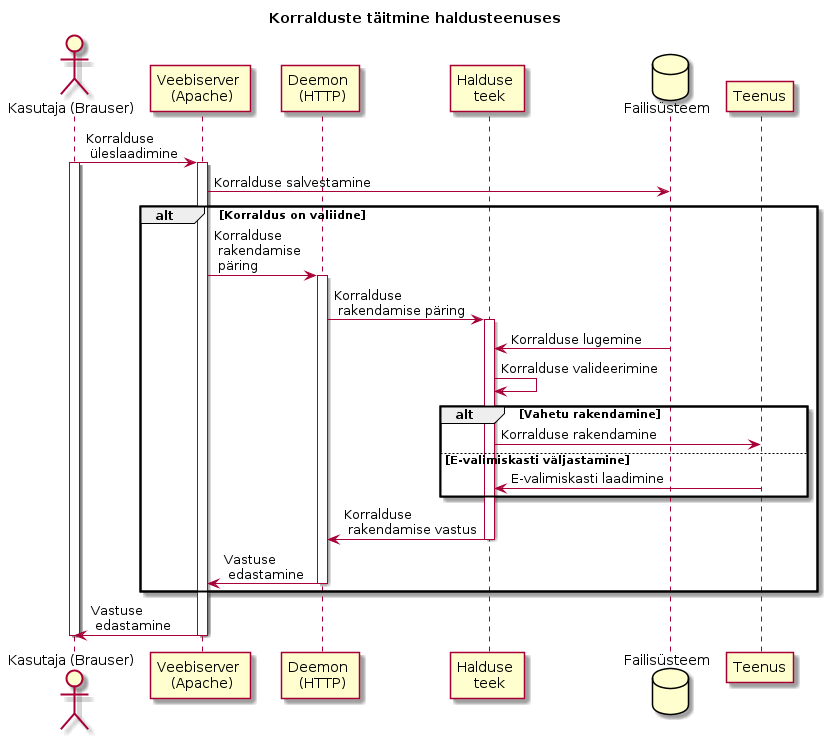 Korralduste täitmine haldusteenuses
Kasutaja (Brauser)
Veebiserver
(Apache)
Deemon
(HTTP)
Halduse
teek
Failisüsteem
Teenus
Korralduse
üleslaadimine
Korralduse salvestamine
alt [Korraldus on valiidne]
Korralduse
rakendamise
päring
Korralduse
rakendamise päring
Korralduse lugemine
Korralduse valideerimine
alt [Vahetu rakendamine]
Korralduse rakendamine
[E-valimiskasti väljastamine]
E-valimiskasti laadimine
Korralduse
rakendamise vastus
Vastuse
edastamine
Vastuse
edastamine
Kasutaja (Brauser)
Veebiserver
(Apache)
Deemon
(HTTP)
Halduse
teek
Failisüsteem
Teenus